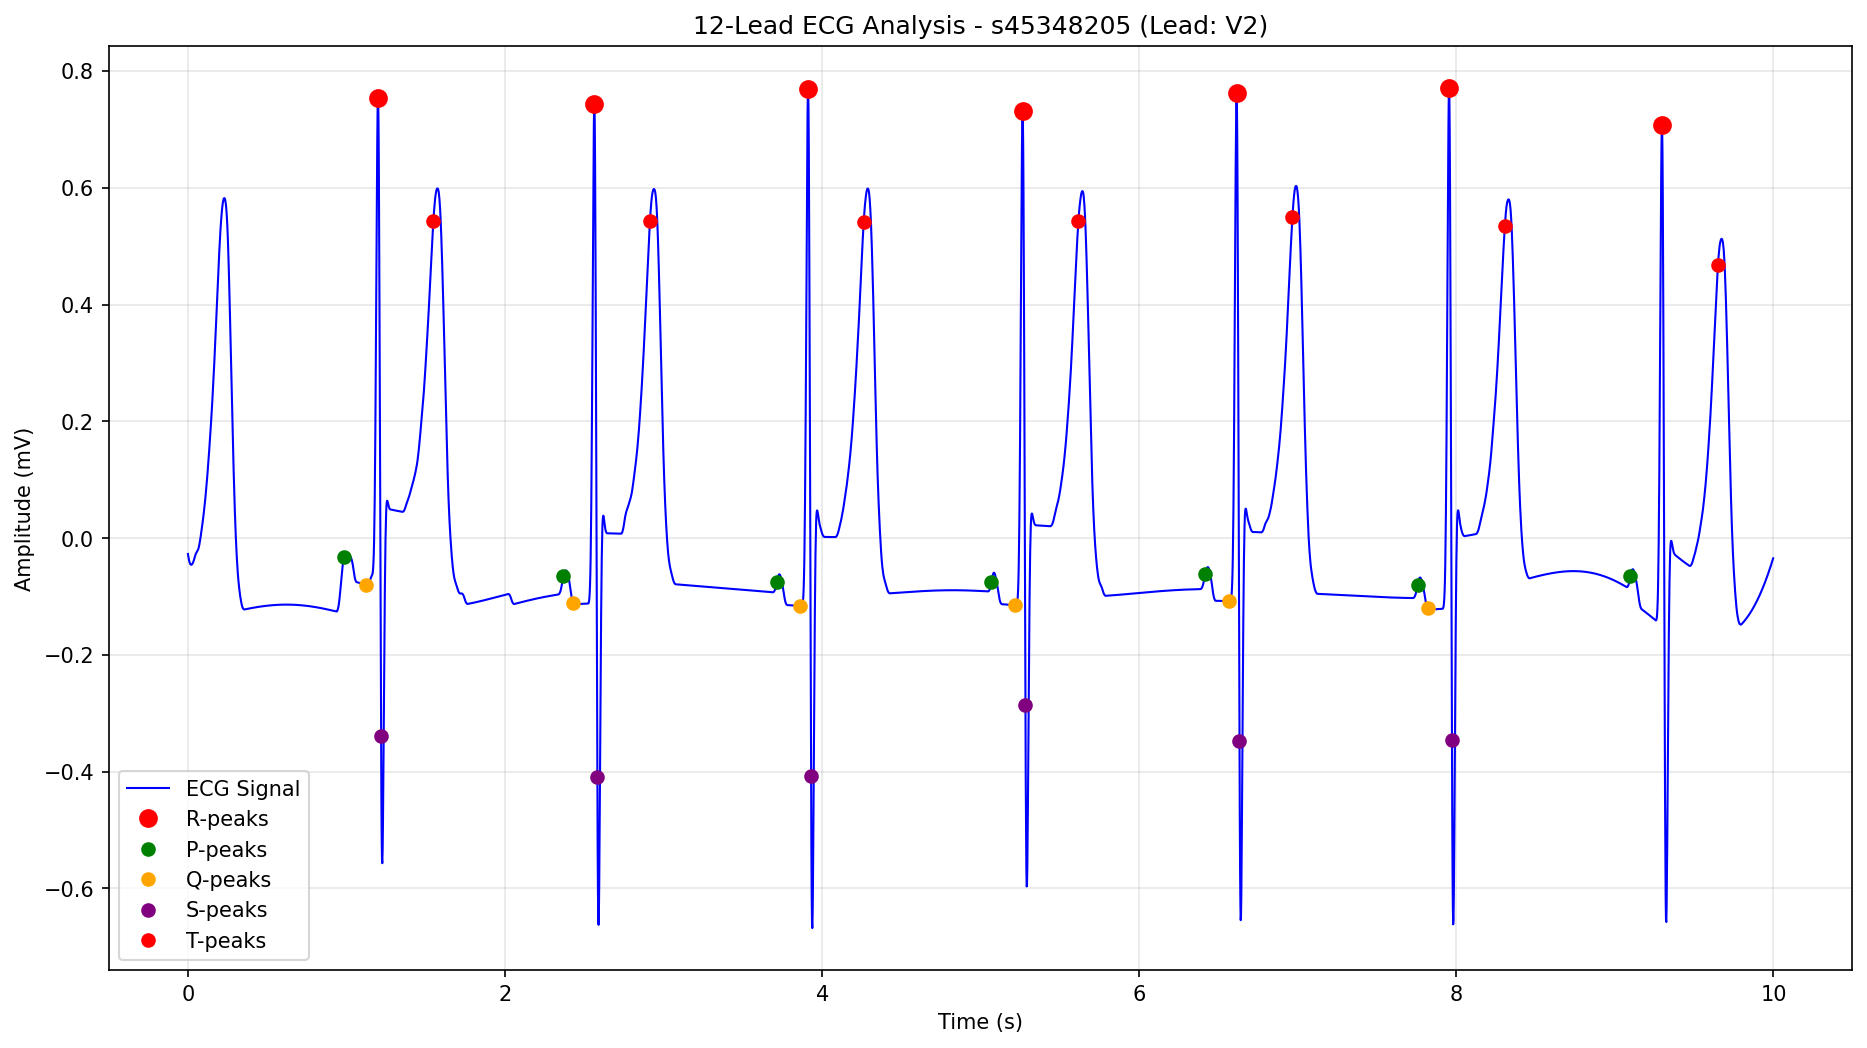 12-Lead ECG Analysis - s45348205 (Lead: V2)
Amplitude (mV)
0.8
0.6
0.4
0.2
0.0
−0.2
−0.4
−0.6
ECG Signal
R-peaks
P-peaks
Q-peaks
S-peaks
T-peaks
0 2 4 6 8 10
Time (s)